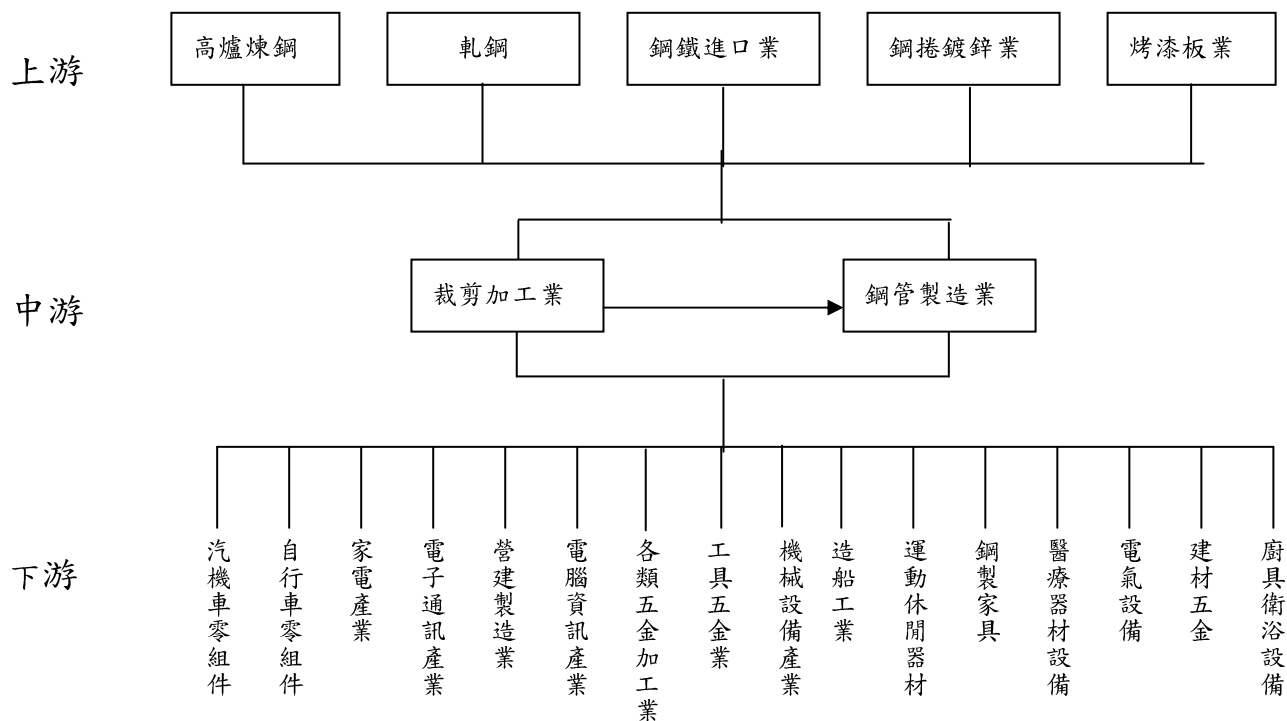 上游
高爐煉鋼
軋鋼
鋼鐵進口業
鋼捲鍍鋅業
烤漆板業
中游
裁剪加工業
鋼管製造業
下游
汽機車零組件
自行車零組件
家電產業
電子通訊產業
營建製造業
電腦資訊產業
各類五金加工業
工具五金業
機械設備產業
造船工業
運動休閒器材
鋼製家具
醫療器材設備
電氣設備
建材五金
廚具衛浴設備